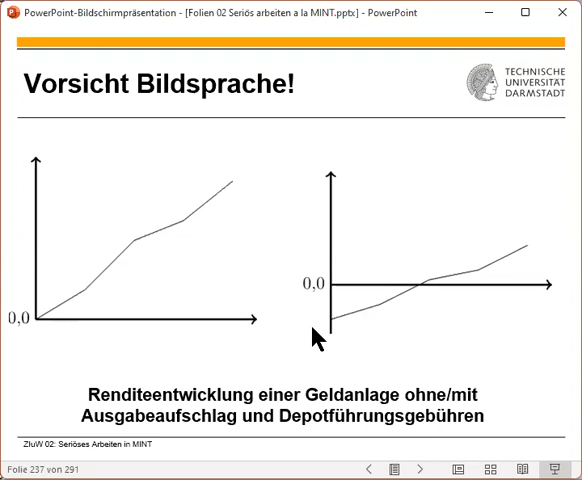 PowerPoint-Bildschirmpräsentation - [Folien 02 Seriös arbeiten a la MINT.pptx] - PowerPoint
Vorsicht Bildsprache!
TECHNISCHE
UNIVERSITÄT
DARMSTADT
0,0
0,0
Renditeentwicklung einer Geldanlage ohne/mit
Ausgabeaufschlag und Depotführungsgebühren
ZIuW 02: Seriöses Arbeiten in MINT
Folie 237 von 291